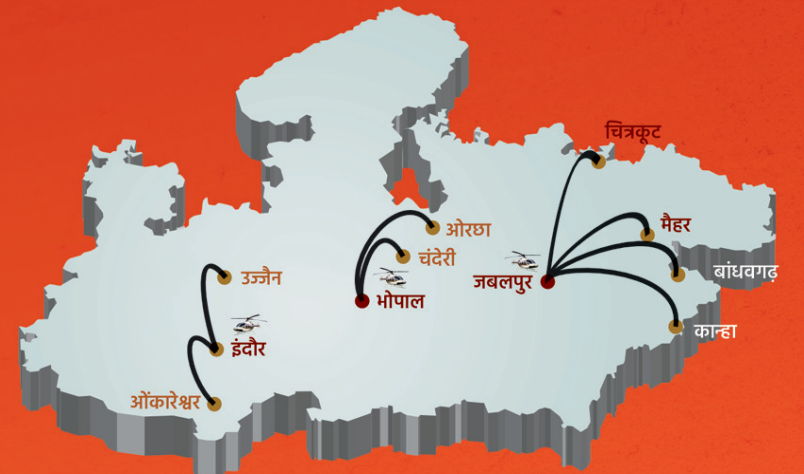 चित्रकूट
मैहर
ओरछा
चंदेरी
बांधवगढ़
उज्जैन
जबलपुर
भोपाल
कान्हा
इंदौर
ओंकारेश्वर